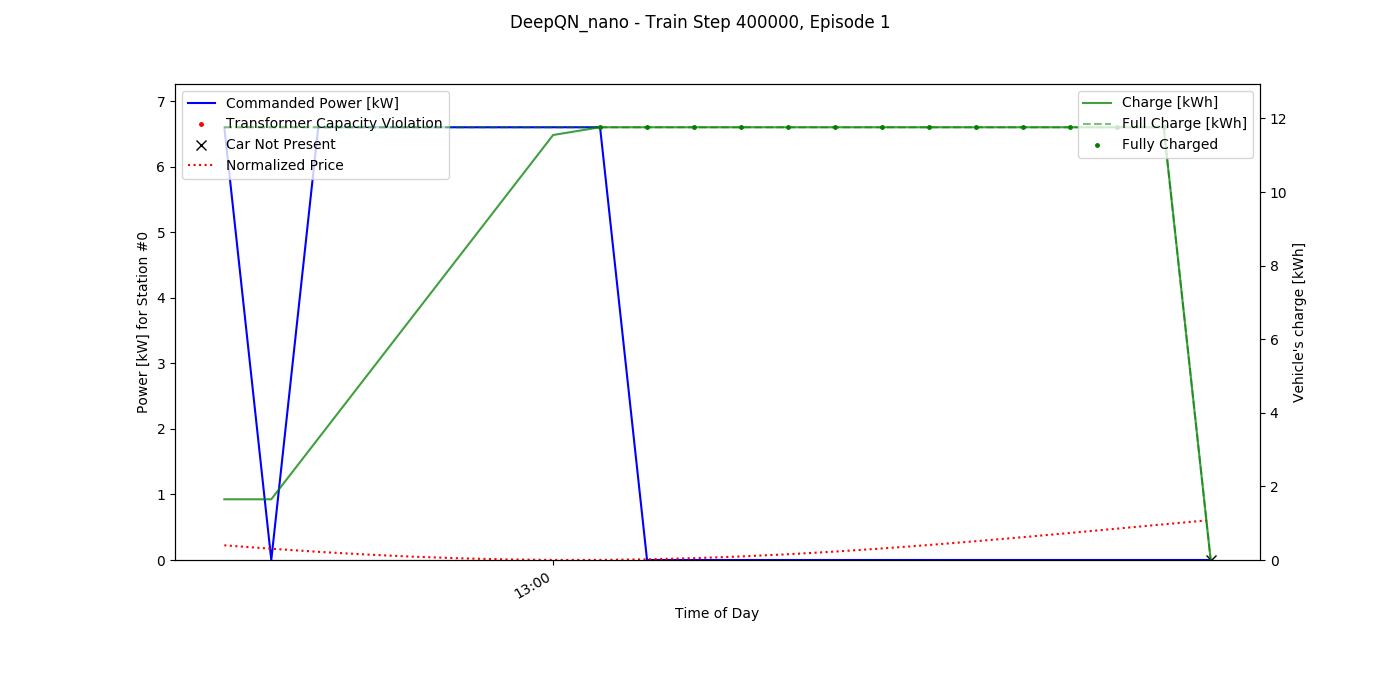 DeepQN_nano - Train Step 400000, Episode 1
Commanded Power [kW]
Transformer Capacity Violation
Car Not Present
Normalized Price
Charge [kWh]
Full Charge [kWh]
Fully Charged
Power [kW] for Station #0
7
6
5
4
3
2
1
0
12
10
8
6
4
2
0
Vehicle's charge [kWh]
13:00
Time of Day